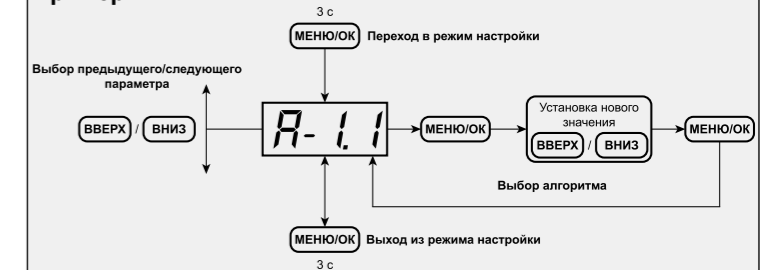 3 с
МЕНЮ/ОК Переход в режим настройки
Выбор предыдущего/следующего
параметра
ВВЕРХ / ВНИЗ
A-1.1
МЕНЮ/ОК
Установка нового
значения
ВВЕРХ / ВНИЗ
МЕНЮ/ОК
Выбор алгоритма
МЕНЮ/ОК Выход из режима настройки
3 с